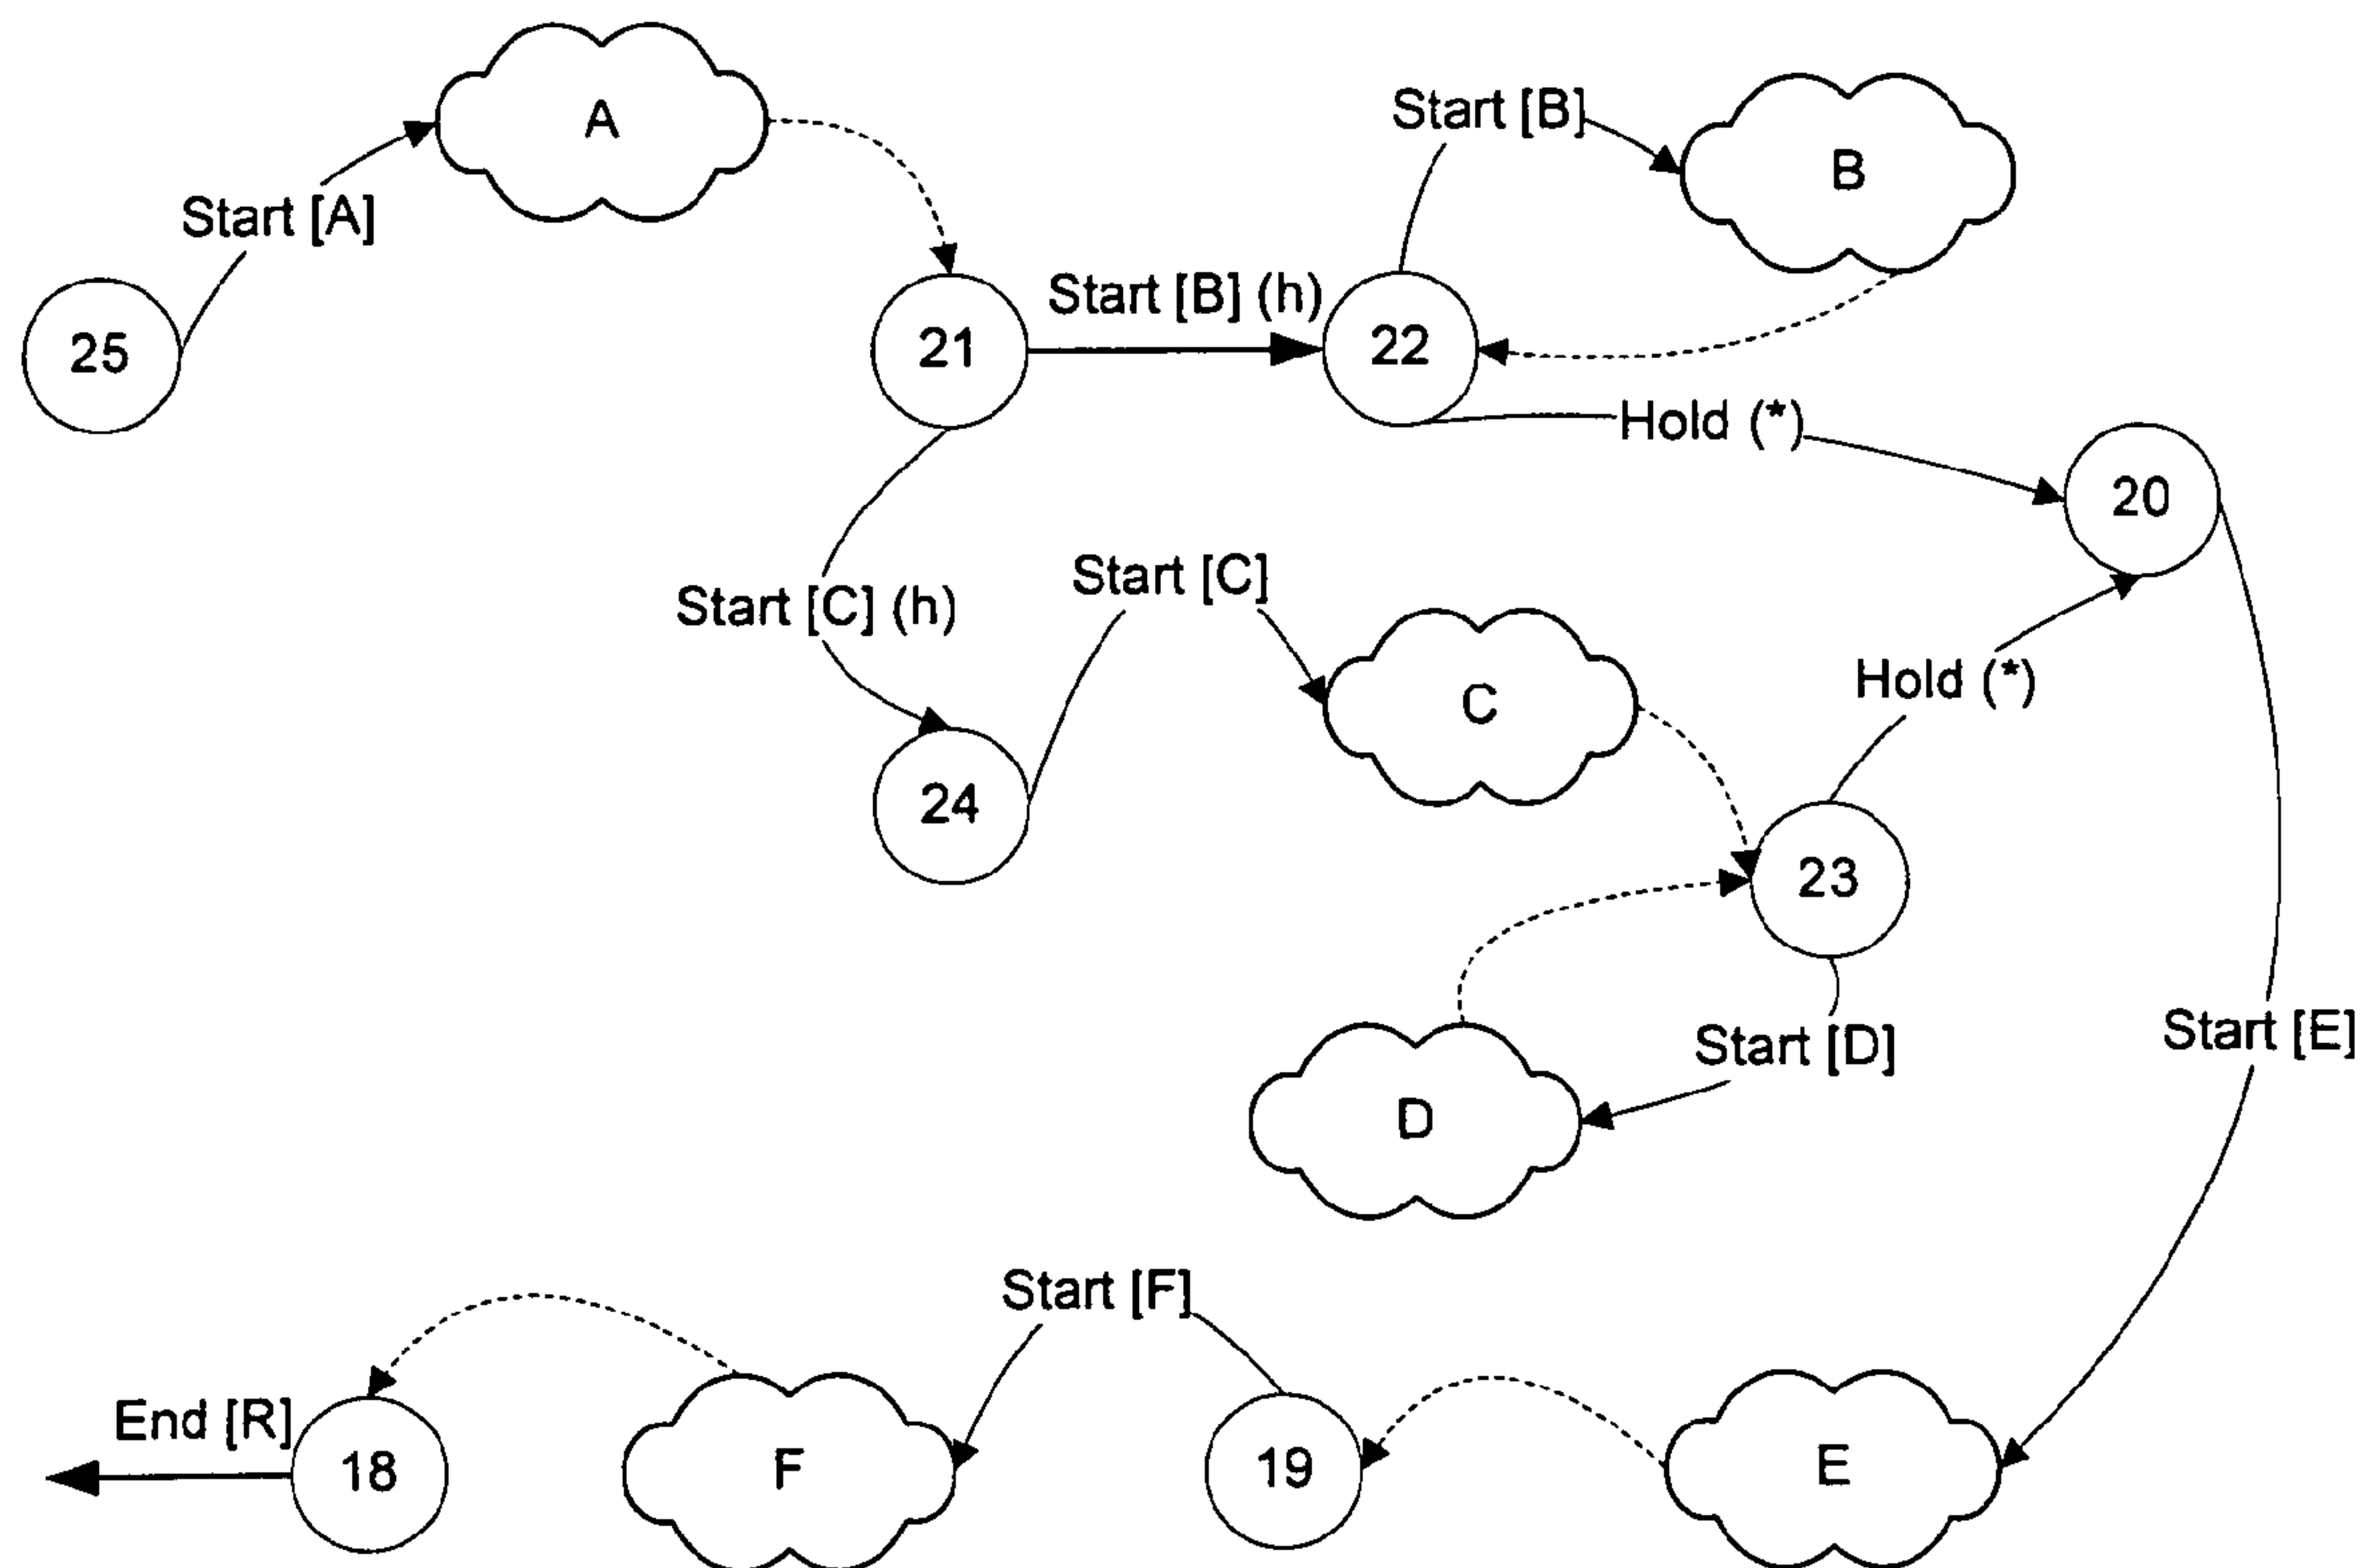 A
Start [B]
B
Start [A]
Start [B] (h)
25
21
22
Hold (*)
20
Start [C]
Start [C] (h)
Hold (*)
C
24
23
Start [E]
Start [D]
D
Start [F]
End [R]
18
F
19
E